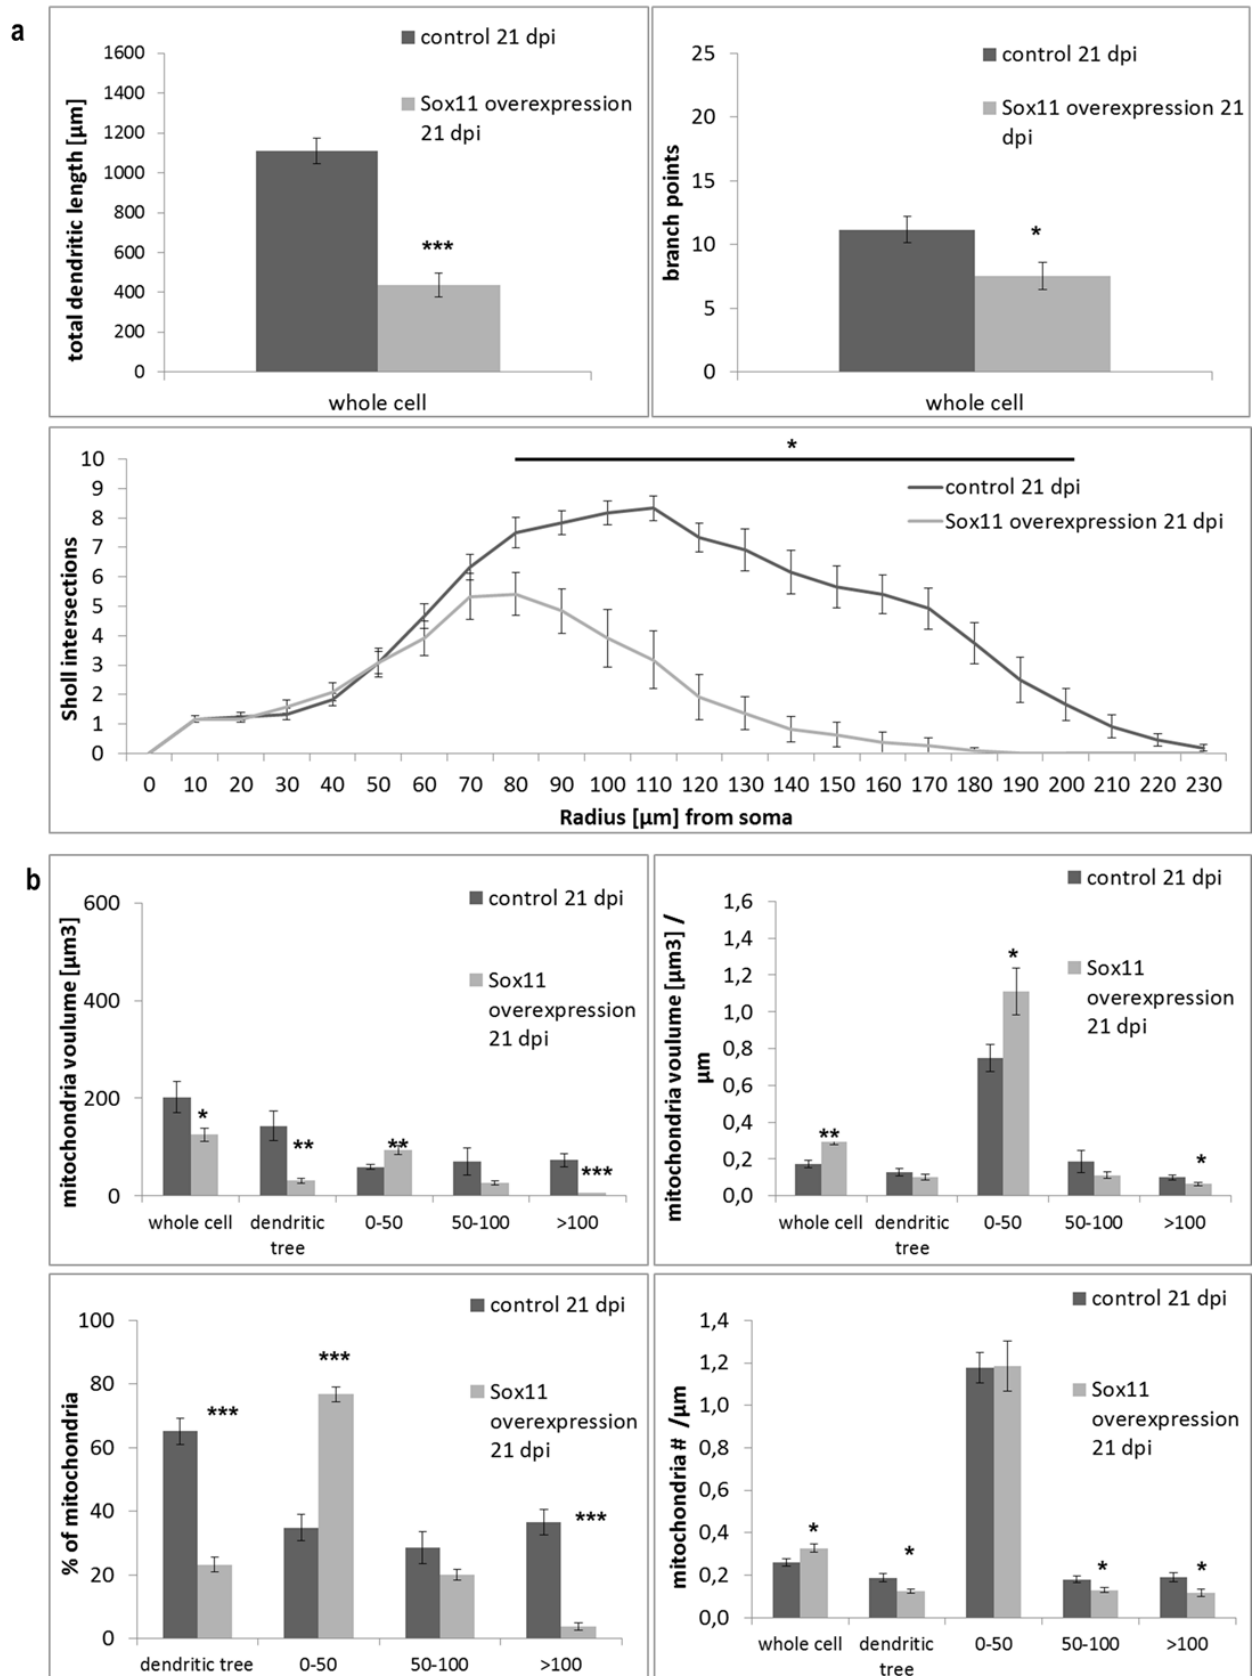 a
total dendritic length [µm]
1600
1400
1200
1000
800
600
400
200
0
control 21 dpi
Sox11 overexpression
21 dpi
***
whole cell
branch points
25
20
15
10
5
0
control 21 dpi
Sox11 overexpression 21
dpi
*
whole cell
Sholl intersections
10
9
8
7
6
5
4
3
2
1
0
*
control 21 dpi
Sox11 overexpression 21 dpi
0 10 20 30 40 50 60 70 80 90 100 110 120 130 140 150 160 170 180 190 200 210 220 230
Radius [µm] from soma
b
mitochondria voulume [µm3]
600
400
200
0
control 21 dpi
Sox11
overexpression
21 dpi
* ** ** ***
whole cell dendritic 0-50 50-100 >100
tree
mitochondria voulume [µm3] /
µm
1,6
1,4
1,2
1,0
0,8
0,6
0,4
0,2
0,0
control 21 dpi
Sox11
overexpression
21 dpi
** * *
whole cell dendritic 0-50 50-100 >100
tree
% of mitochondria
100
80
60
40
20
0
control 21 dpi
Sox11
overexpression
21 dpi
*** *** ***
dendritic tree 0-50 50-100 >100
mitochondria # /µm
1,4
1,2
1,0
0,8
0,6
0,4
0,2
0,0
control 21 dpi
Sox11
overexpression
21 dpi
* * * *
whole cell dendritic 0-50 50-100 >100
tree